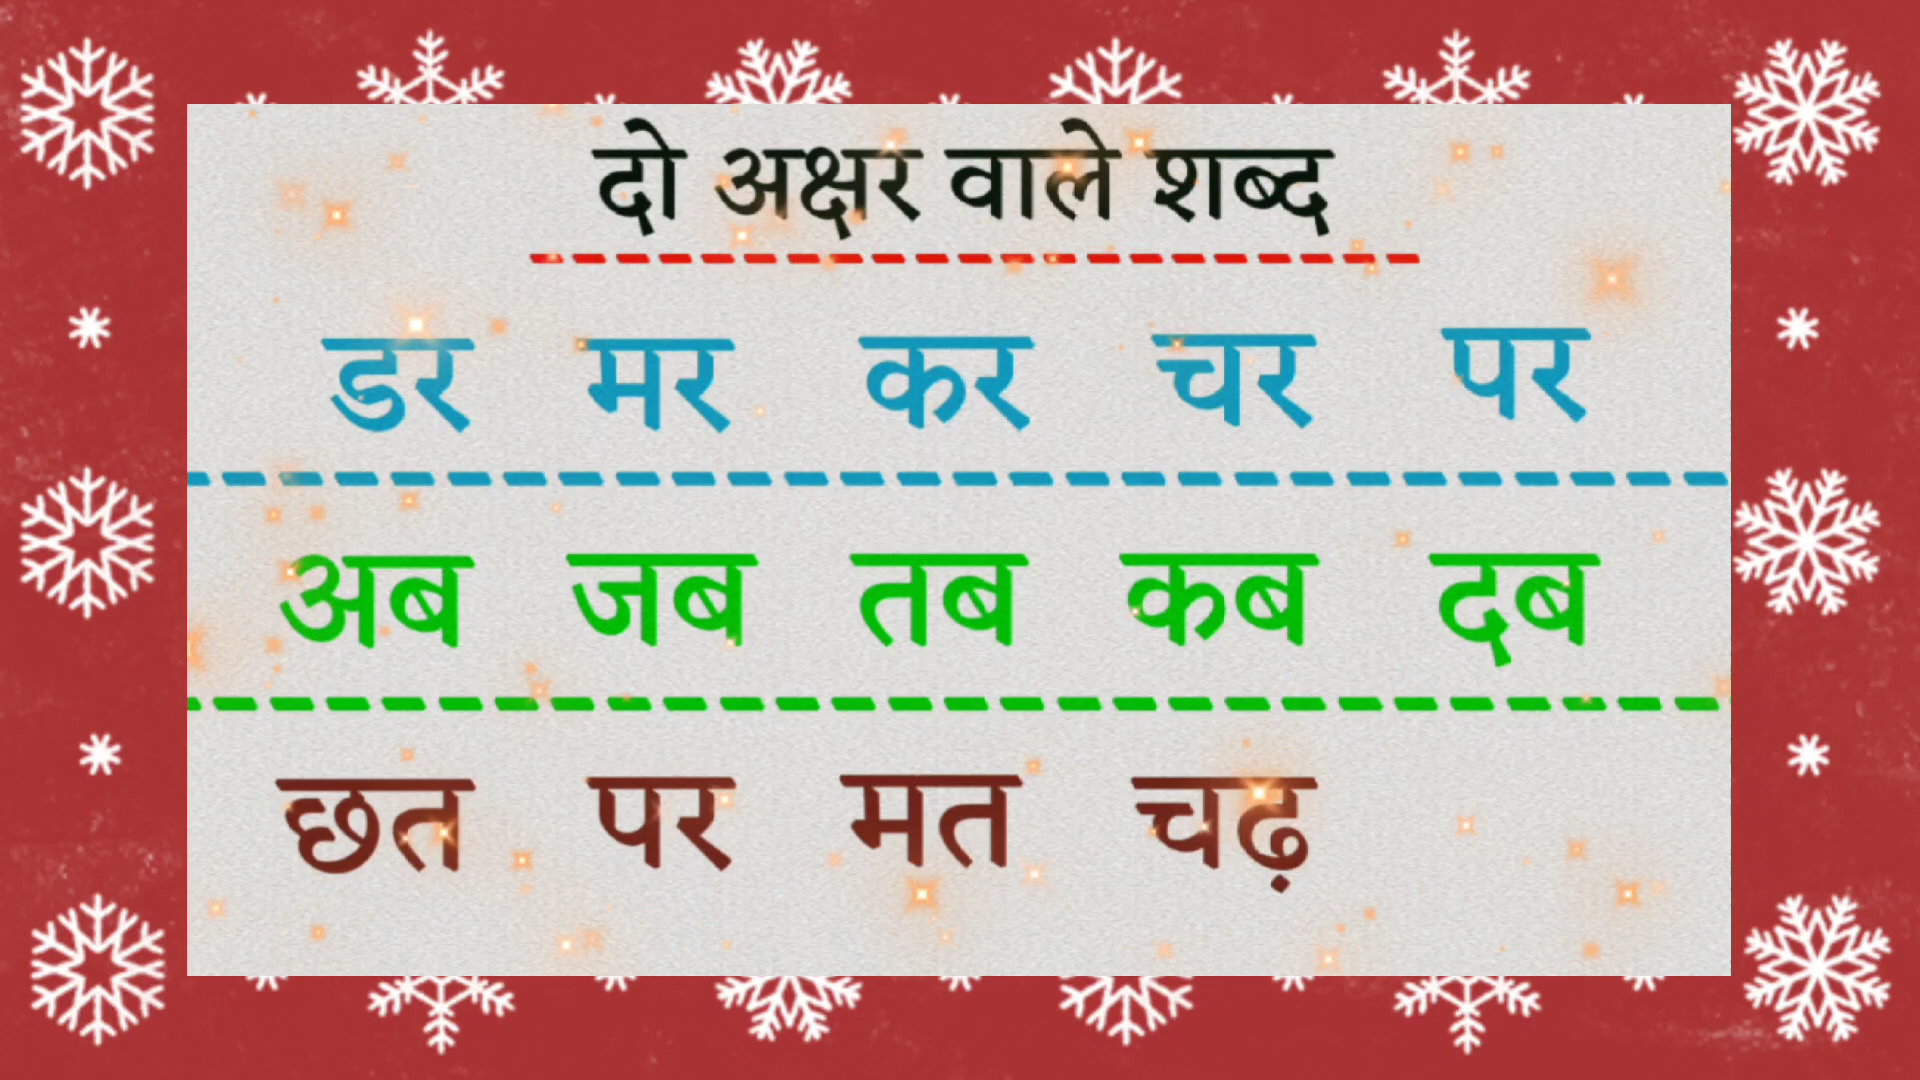 दो अक्षर वाले शब्द
डर मर कर चर पर
अब जब तब कब दब
छत पर मत चढ़